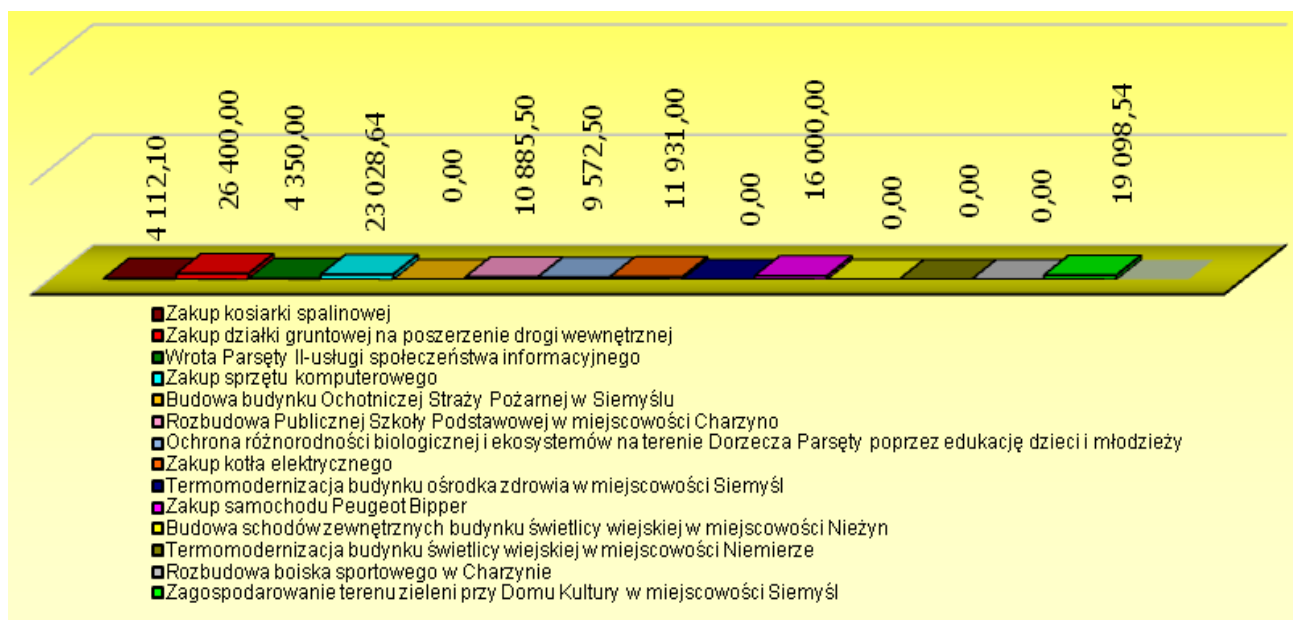 4 112,10
26 400,00
4 350,00
23 028,64
0,00
10 885,50
9 572,50
11 931,00
0,00
16 000,00
0,00
0,00
0,00
19 098,54
Zakup kosiarki spalinowej
Zakup działki gruntowej na poszerzenie drogi wewnętrznej
Wrota Parsęty II-usługi społeczeństwa informacyjnego
Zakup sprzętu komputerowego
Budowa budynku Ochotniczej Straży Pożarnej w Siemyślu
Rozbudowa Publicznej Szkoły Podstawowej w miejscowości Charzyno
Ochrona różnorodności biologicznej i ekosystemów na terenie Dorzecza Parsęty poprzez edukację dzieci i młodzieży
Zakup kotła elektrycznego
Termomodernizacja budynku ośrodka zdrowia w miejscowości Siemyśl
Zakup samochodu Peugeot Bipper
Budowa schodów zewnętrznych budynku świetlicy wiejskiej w miejscowości Nieżyn
Termomodernizacja budynku świetlicy wiejskiej w miejscowości Niemierze
Rozbudowa boiska sportowego w Charzynie
Zagospodarowanie terenu zieleni przy Domu Kultury w miejscowości Siemyśl